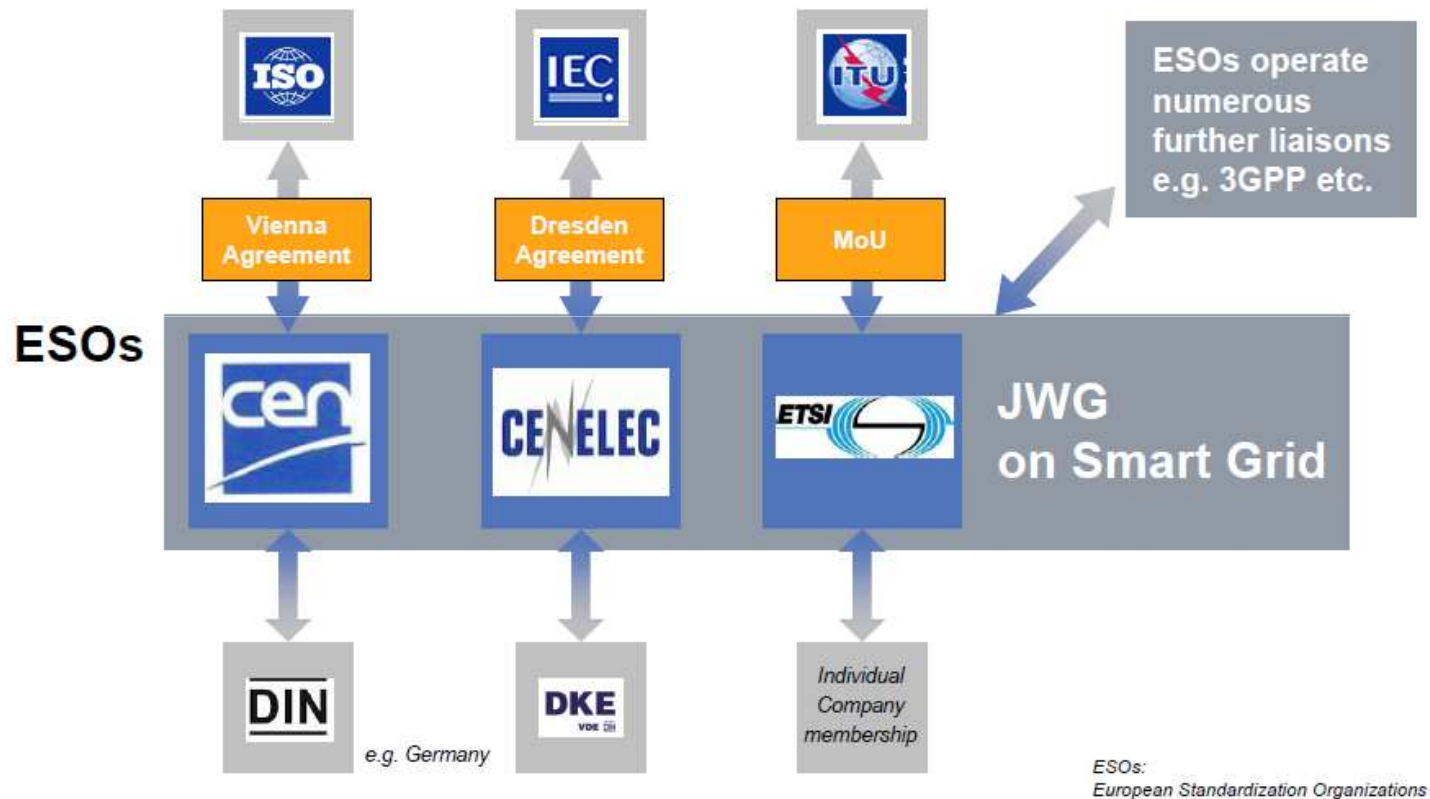 ISO
IEC
ITU
ESOs operate
numerous
further liaisons
e.g. 3GPP etc.
Vienna
Agreement
Dresden
Agreement
MoU
ESOs
cen
CENELEC
ETSI
JWG
on Smart Grid
DIN
e.g. Germany
DKE
VDE DIN
Individual
Company
membership
ESOs:
European Standardization Organizations